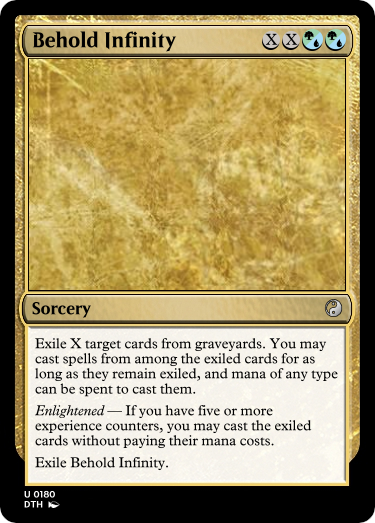 Behold Infinity X X
Sorcery
Exile X target cards from graveyards. You may
cast spells from among the exiled cards for as
long as they remain exiled, and mana of any type
can be spent to cast them.
Enlightened — If you have five or more
experience counters, you may cast the exiled
cards without paying their mana costs.
Exile Behold Infinity.
U 0180
DTH